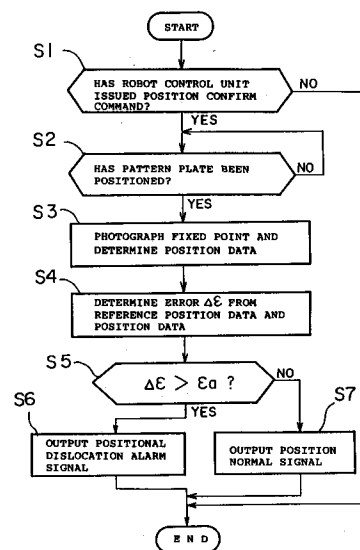 START
S1
HAS ROBOT CONTROL UNIT
ISSUED POSITION CONFIRM
COMMAND?
NO
YES
S2
HAS PATTERN PLATE BEEN
POSITIONED?
NO
YES
S3
PHOTOGRAPH FIXED POINT AND
DETERMINE POSITION DATA
S4
DETERMINE ERROR Δε FROM
REFERENCE POSITION DATA AND
POSITION DATA
S5
Δε > εa ?
NO
YES
S6
OUTPUT POSITIONAL
DISLOCATION ALARM
SIGNAL
S7
OUTPUT POSITION
NORMAL SIGNAL
END